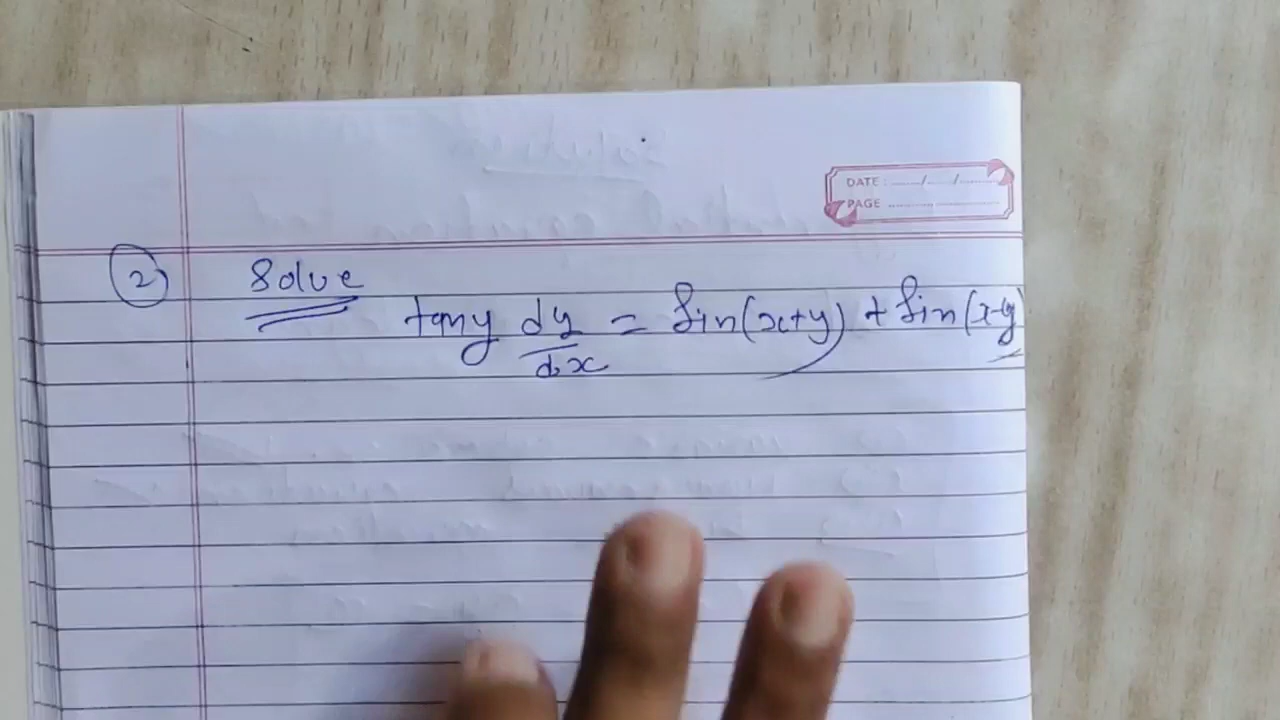 DATE : ....../....../..........
PAGE ............................
② Solve
tany dy/dx = Sin(x+y) + Sin(x-y)